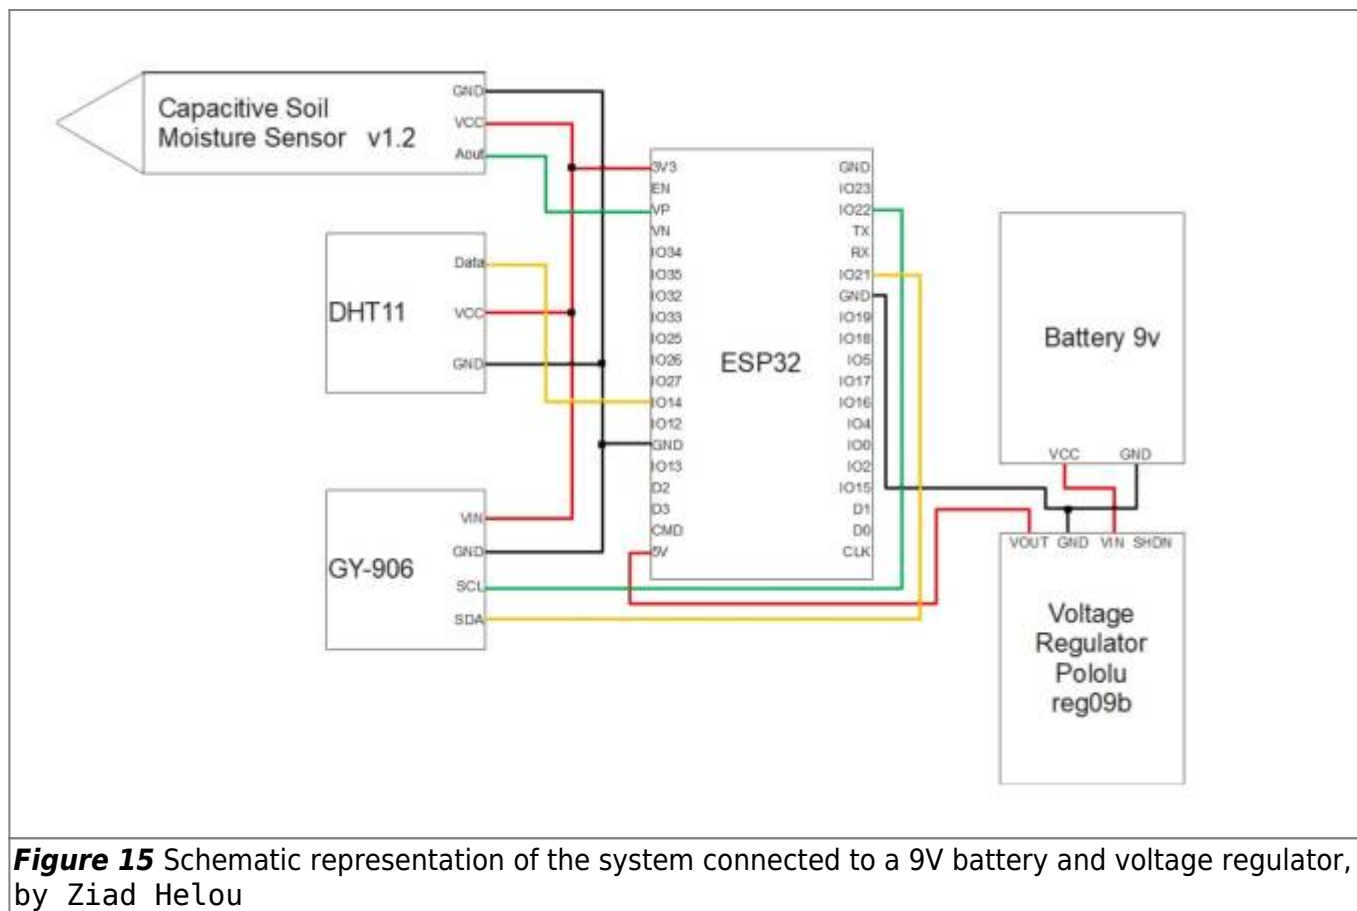 Capacitive Soil
Moisture Sensor v1.2
GND
VCC
Aout
DHT11
Data
VCC
GND
GY-906
VIN
GND
SCL
SDA
ESP32
3V3
EN
VP
VN
IO34
IO35
IO32
IO33
IO25
IO26
IO27
IO14
IO12
GND
IO13
D2
D3
CMD
5V
GND
IO23
IO22
TX
RX
IO21
GND
IO19
IO18
IO5
IO17
IO16
IO4
IO0
IO2
IO15
D1
D0
CLK
Battery 9v
VCC GND
VOUT GND VIN SHDN
Voltage
Regulator
Pololu
reg09b
Figure 15 Schematic representation of the system connected to a 9V battery and voltage regulator,
by Ziad Helou